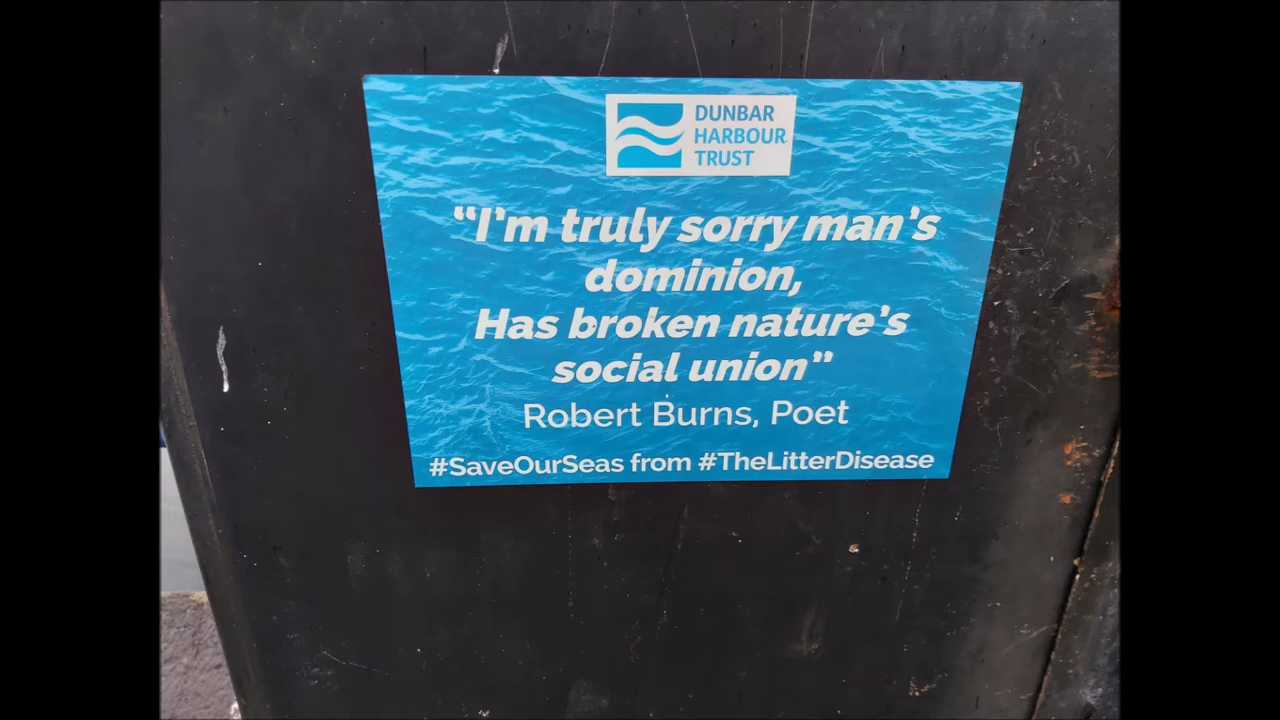 DUNBAR
HARBOUR
TRUST
“I’m truly sorry man’s
dominion,
Has broken nature’s
social union”
Robert Burns, Poet
#SaveOurSeas from #TheLitterDisease